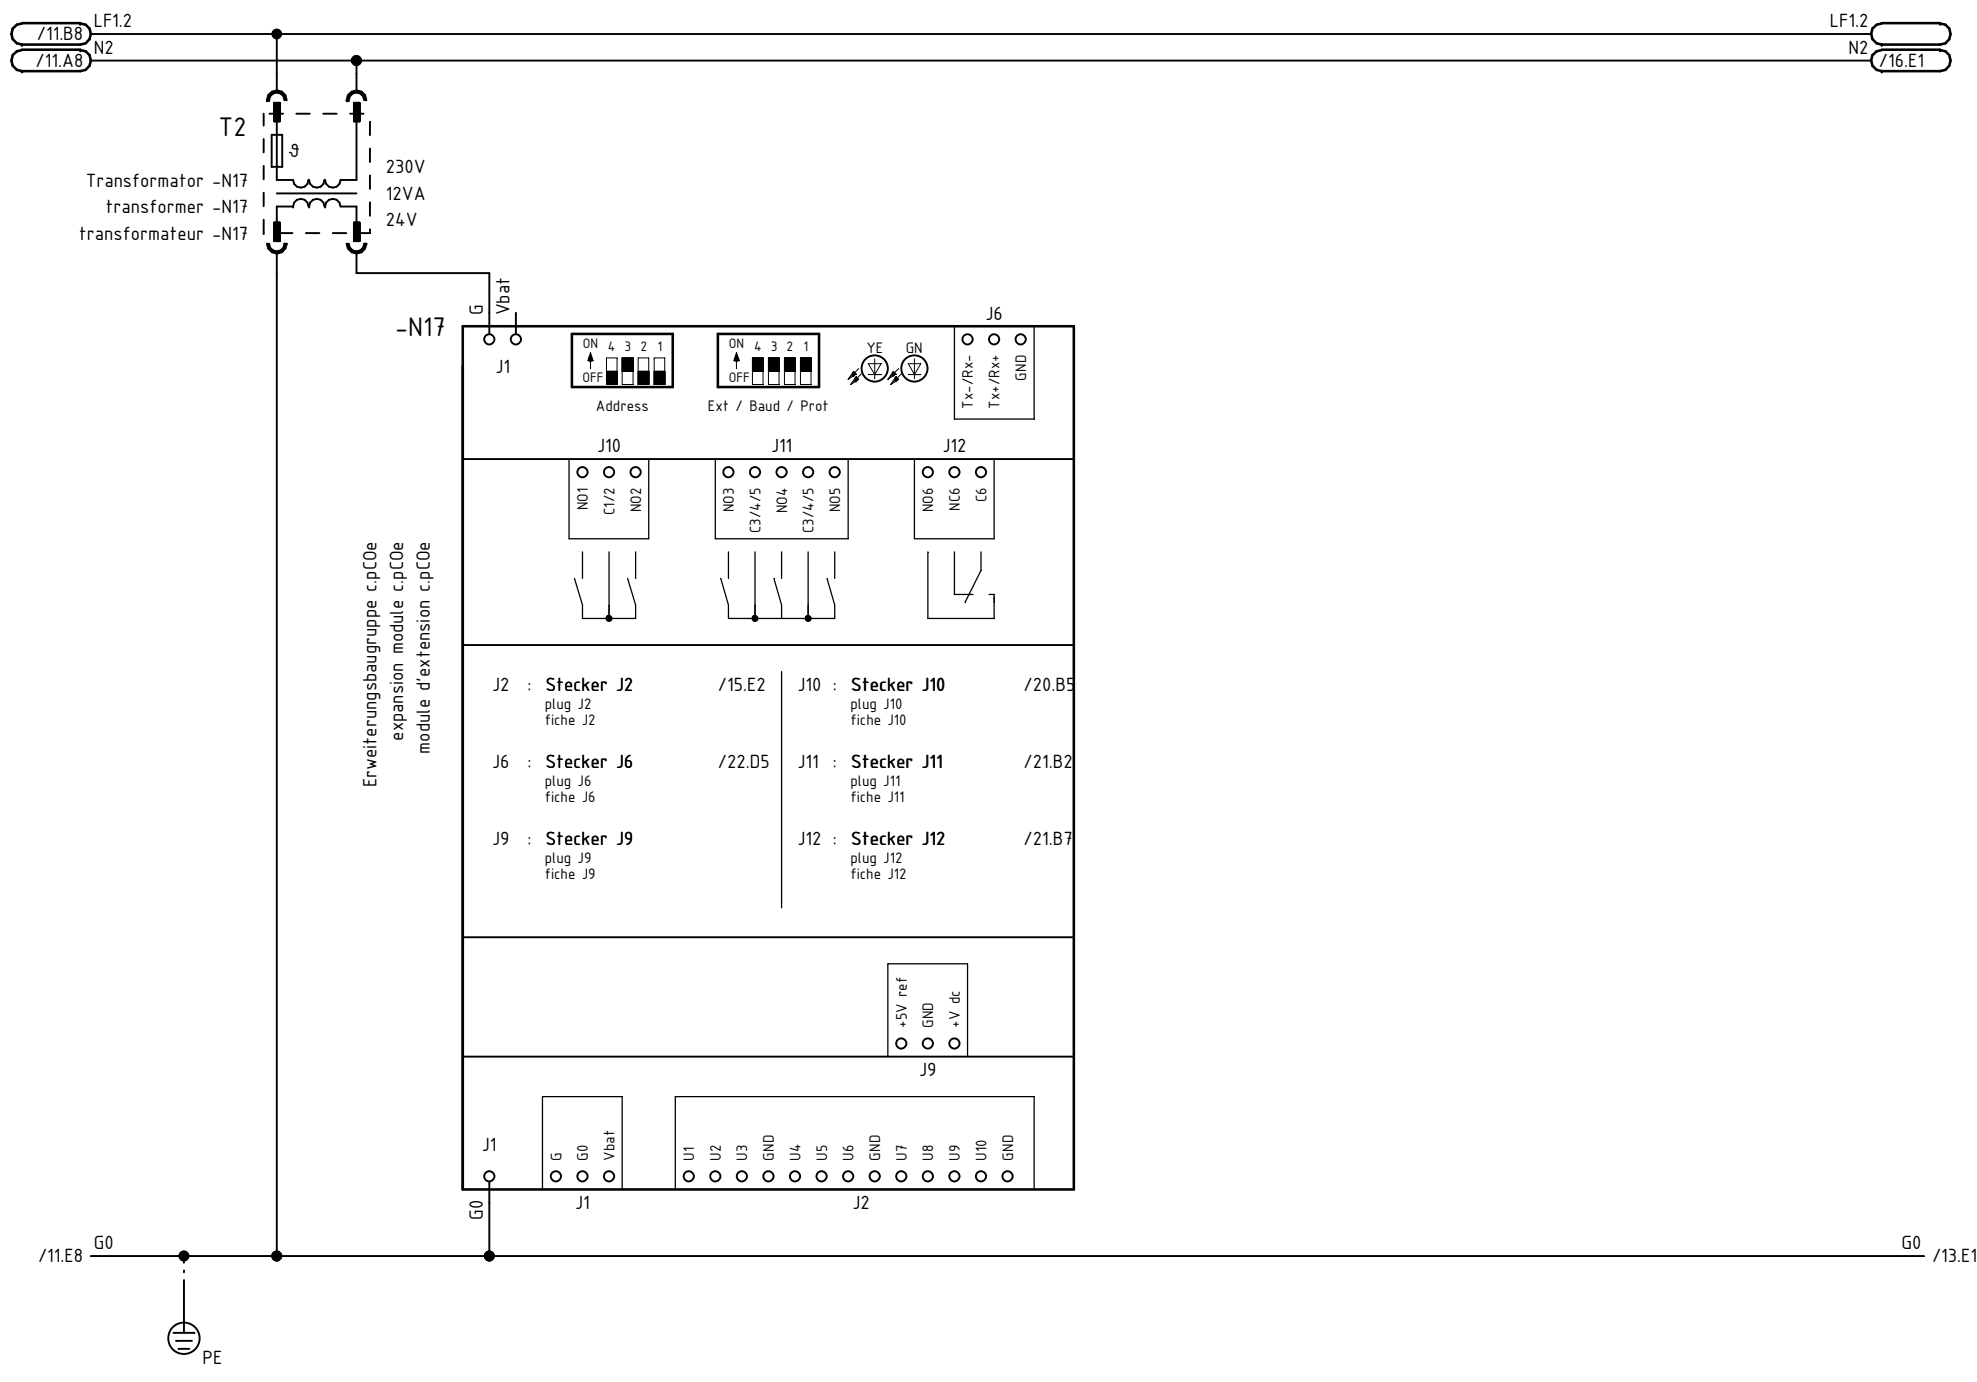 LF1.2
/11.B8
LF1.2
N2
/11.A8
N2
/16.E1
T2
ϑ
230V
Transformator -N17
12VA
transformer -N17
24V
transformateur -N17
G
Vbat
-N17
J1
ON 4 3 2 1
OFF
Address
ON 4 3 2 1
OFF
Ext / Baud / Prot
YE GN
J6
Tx-/Rx-
Tx+/Rx+
GND
J10
NO1
C1/2
NO2
J11
NO3
C3/4/5
NO4
C3/4/5
NO5
J12
NO6
NC6
C6
Erweiterungsbaugruppe c.pCOe
expansion module c.pCOe
module d'extension c.pCOe
J2 : Stecker J2 /15.E2
plug J2
fiche J2
J6 : Stecker J6 /22.D5
plug J6
fiche J6
J9 : Stecker J9
plug J9
fiche J9
J10 : Stecker J10 /20.B5
plug J10
fiche J10
J11 : Stecker J11 /21.B2
plug J11
fiche J11
J12 : Stecker J12 /21.B7
plug J12
fiche J12
+5V ref
GND
+V dc
J9
J1
G0
G
G0
Vbat
J1
U1
U2
U3
GND
U4
U5
U6
GND
U7
U8
U9
U10
GND
J2
G0
/11.E8
G0
/13.E1
PE